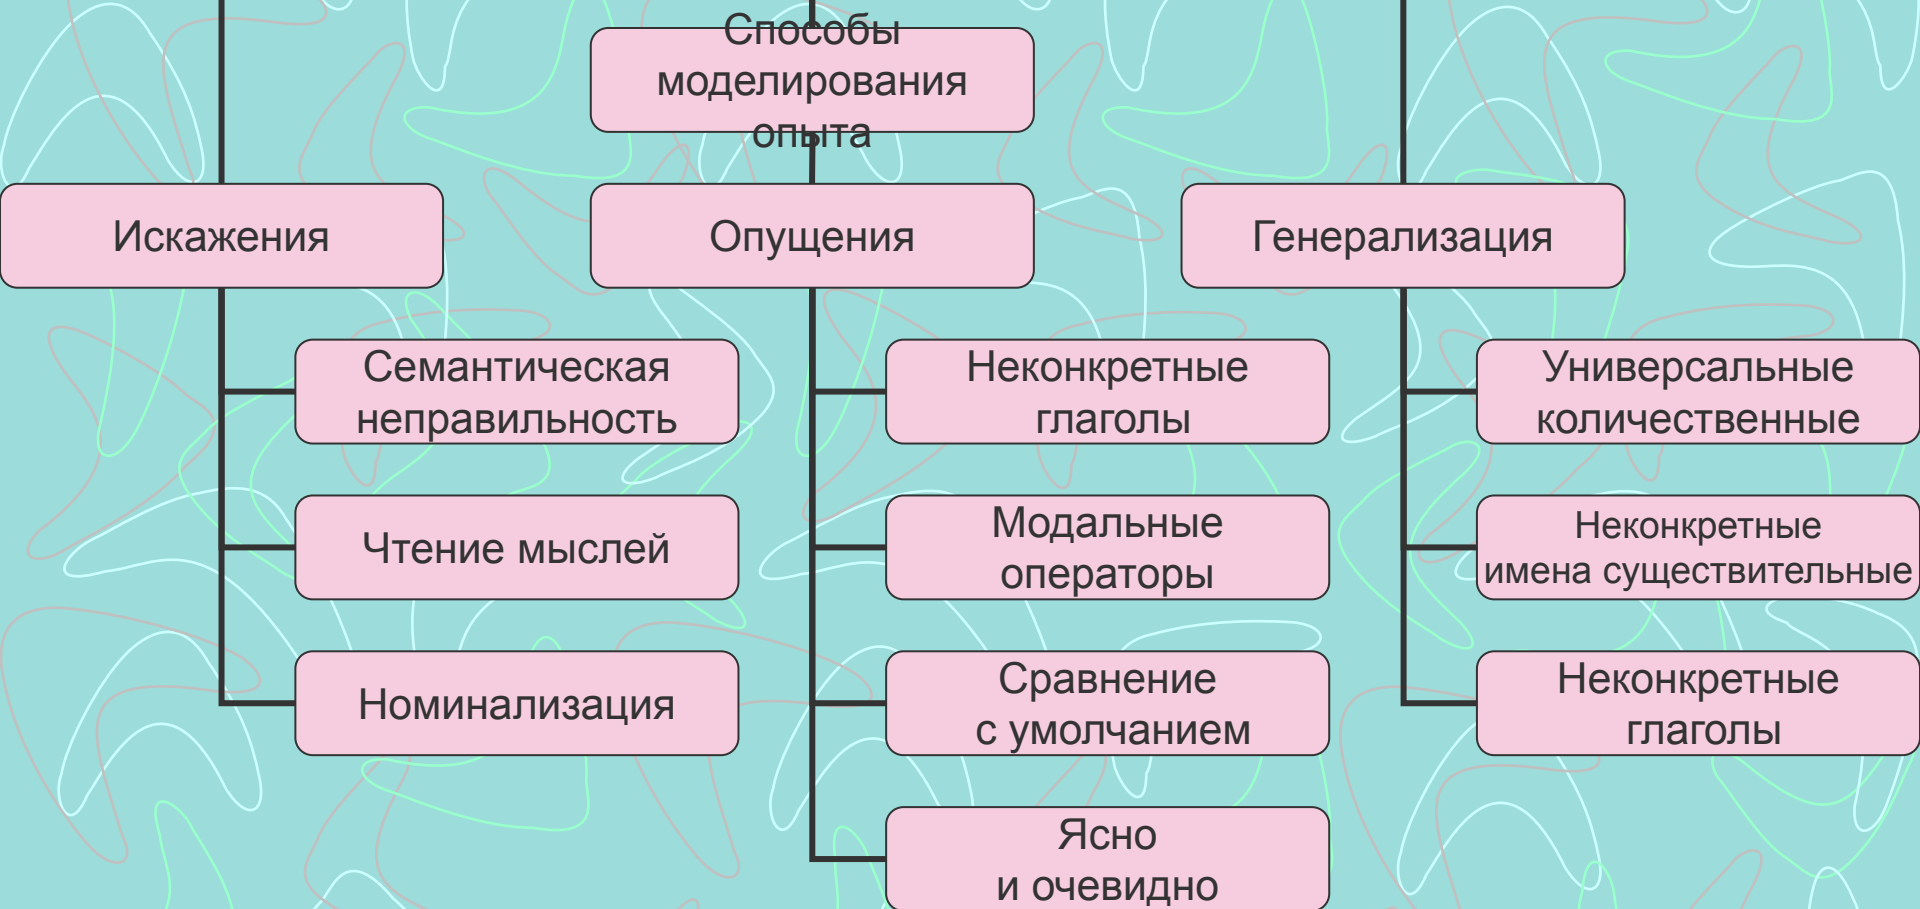 Способы
моделирования
опыта
Искажения
Опущения
Генерализация
Семантическая
неправильность
Чтение мыслей
Номинализация
Неконкретные
глаголы
Модальные
операторы
Сравнение
с умолчанием
Ясно
и очевидно
Универсальные
количественные
Неконкретные
имена существительные
Неконкретные
глаголы